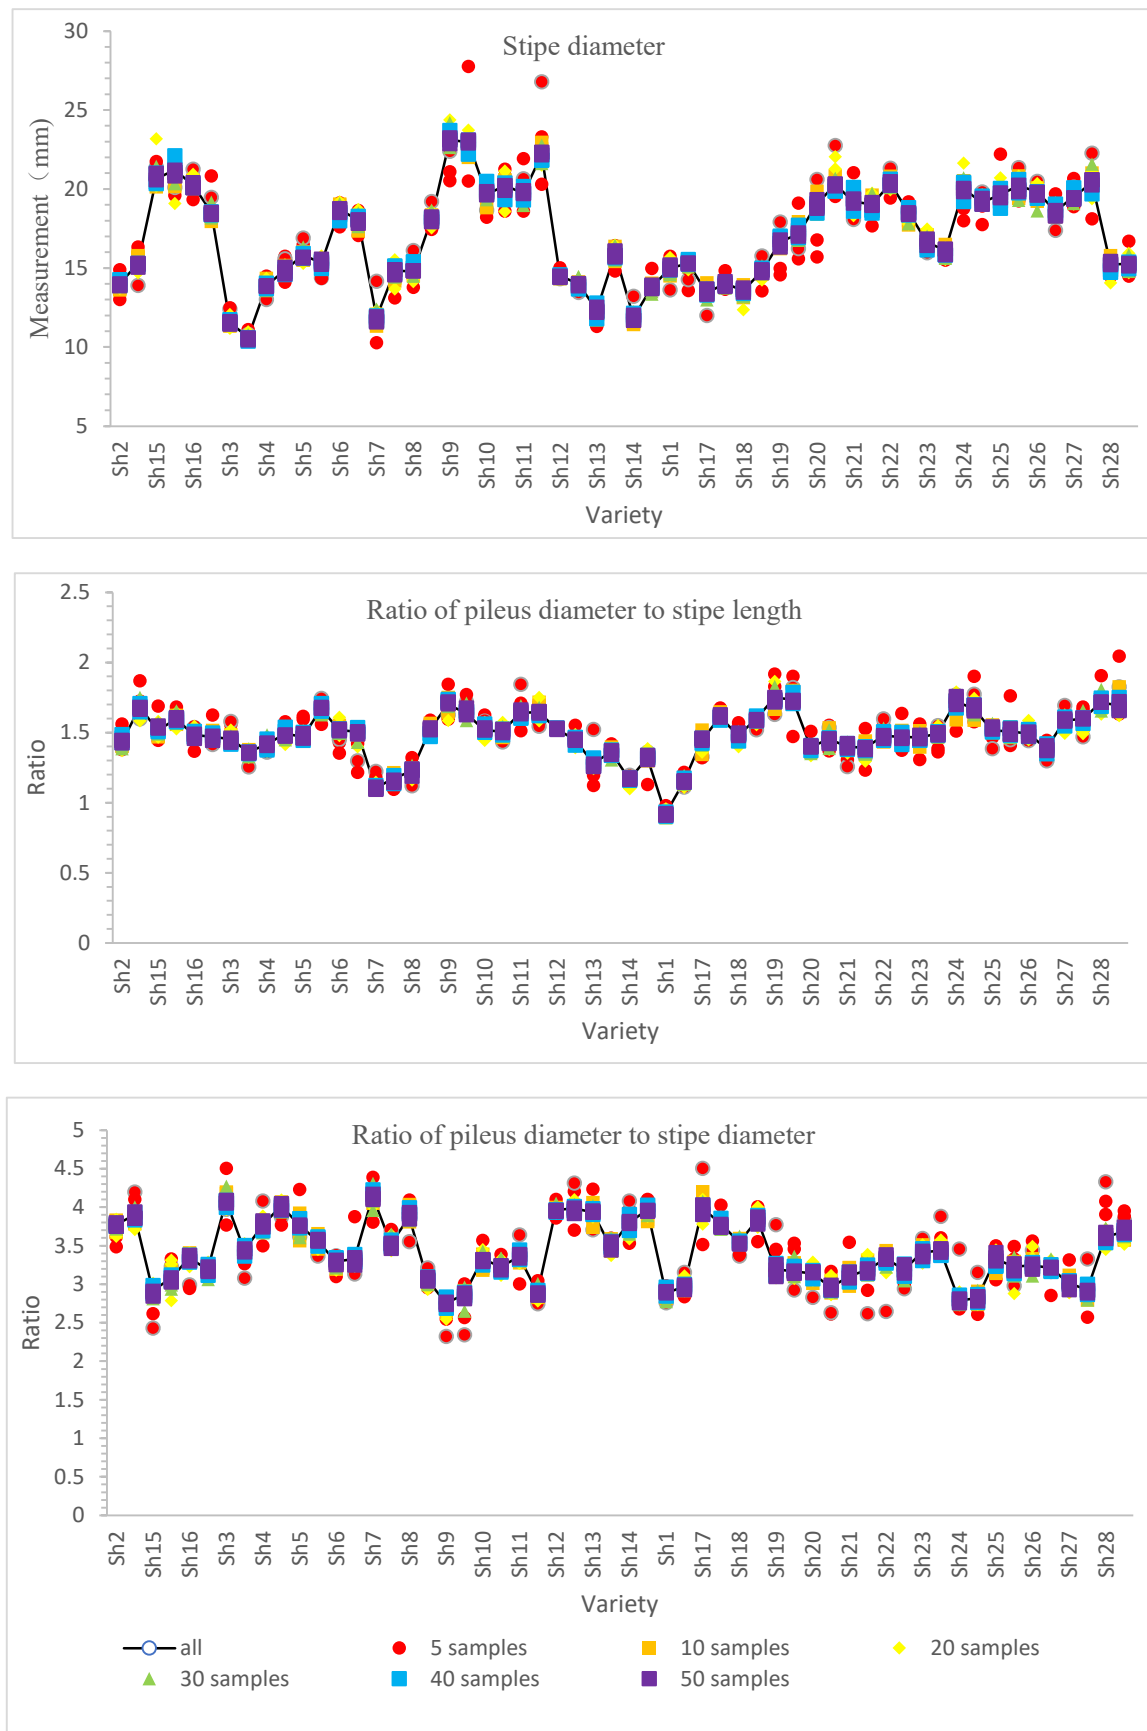 Stipe diameter
30
25
20
15
10
5
Measurement（mm）
Sh2 Sh15 Sh16 Sh3 Sh4 Sh5 Sh6 Sh7 Sh8 Sh9 Sh10 Sh11 Sh12 Sh13 Sh14 Sh1 Sh17 Sh18 Sh19 Sh20 Sh21 Sh22 Sh23 Sh24 Sh25 Sh26 Sh27 Sh28
Variety
Ratio of pileus diameter to stipe length
2.5
2
1.5
1
0.5
0
Ratio
Sh2 Sh15 Sh16 Sh3 Sh4 Sh5 Sh6 Sh7 Sh8 Sh9 Sh10 Sh11 Sh12 Sh13 Sh14 Sh1 Sh17 Sh18 Sh19 Sh20 Sh21 Sh22 Sh23 Sh24 Sh25 Sh26 Sh27 Sh28
Variety
Ratio of pileus diameter to stipe diameter
5
4.5
4
3.5
3
2.5
2
1.5
1
0.5
0
Ratio
Sh2 Sh15 Sh16 Sh3 Sh4 Sh5 Sh6 Sh7 Sh8 Sh9 Sh10 Sh11 Sh12 Sh13 Sh14 Sh1 Sh17 Sh18 Sh19 Sh20 Sh21 Sh22 Sh23 Sh24 Sh25 Sh26 Sh27 Sh28
Variety
all 5 samples 10 samples 20 samples
30 samples 40 samples 50 samples